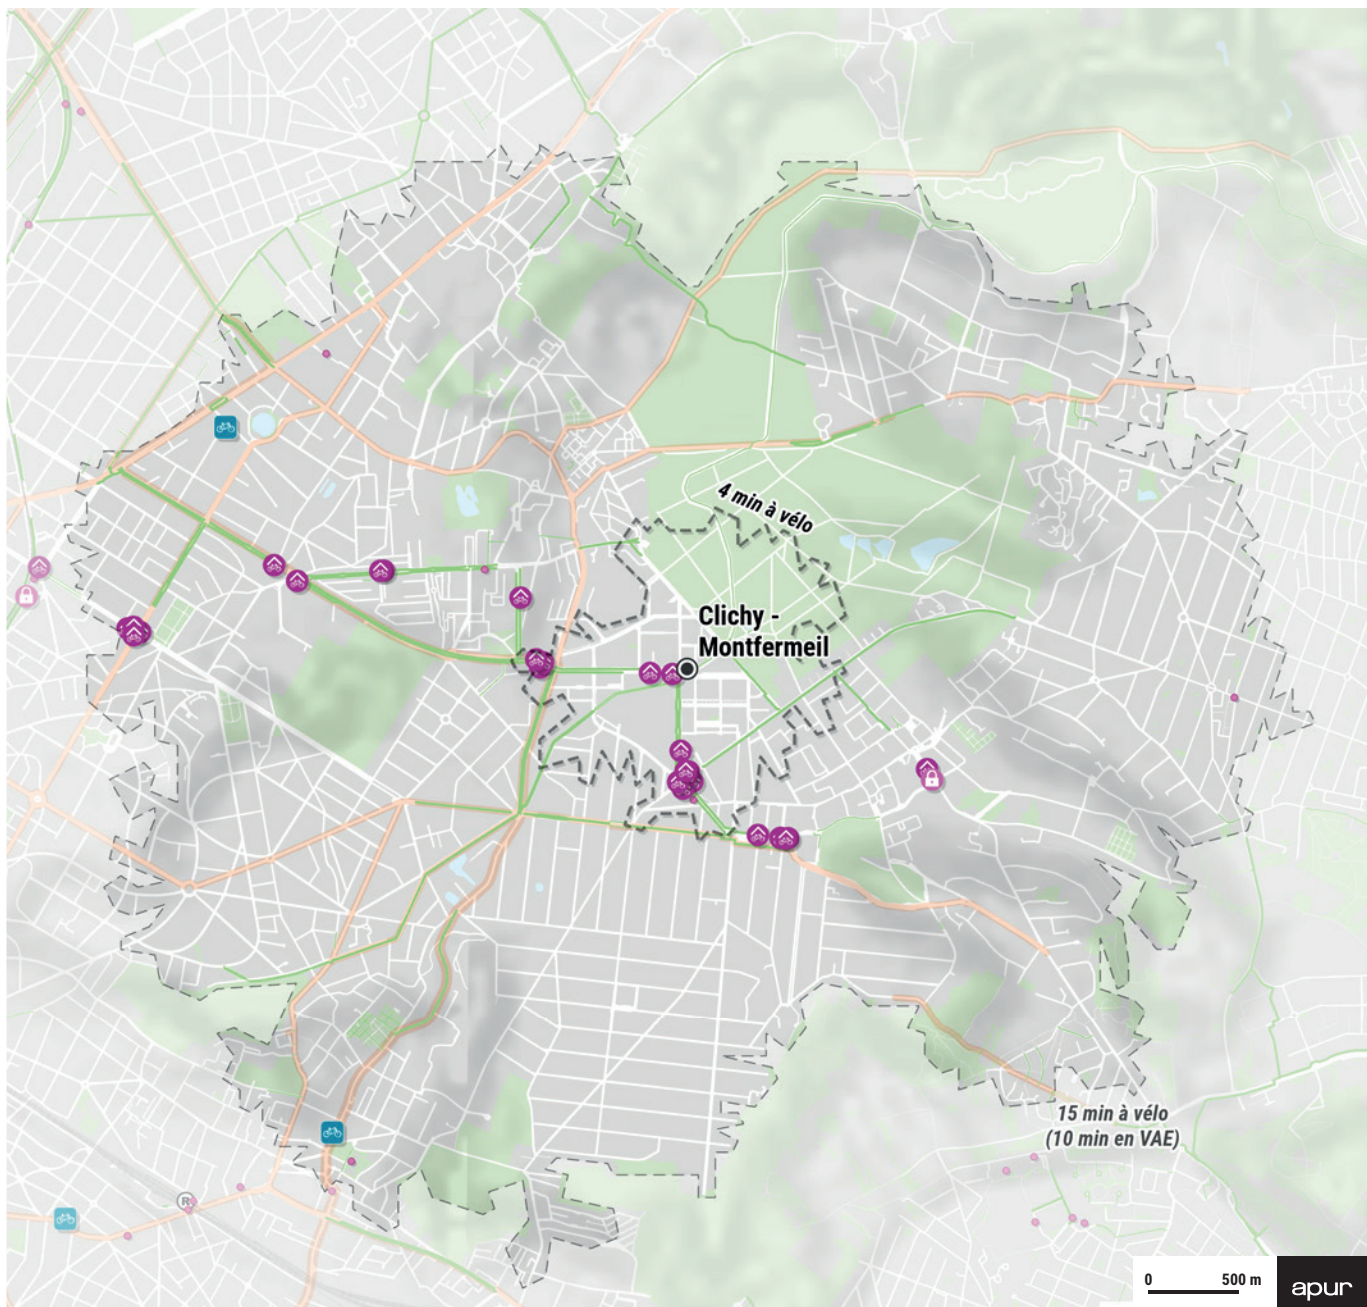 4 min à vélo
Clichy -
Montfermeil
15 min à vélo
(10 min en VAE)
R
0 500 m
apur